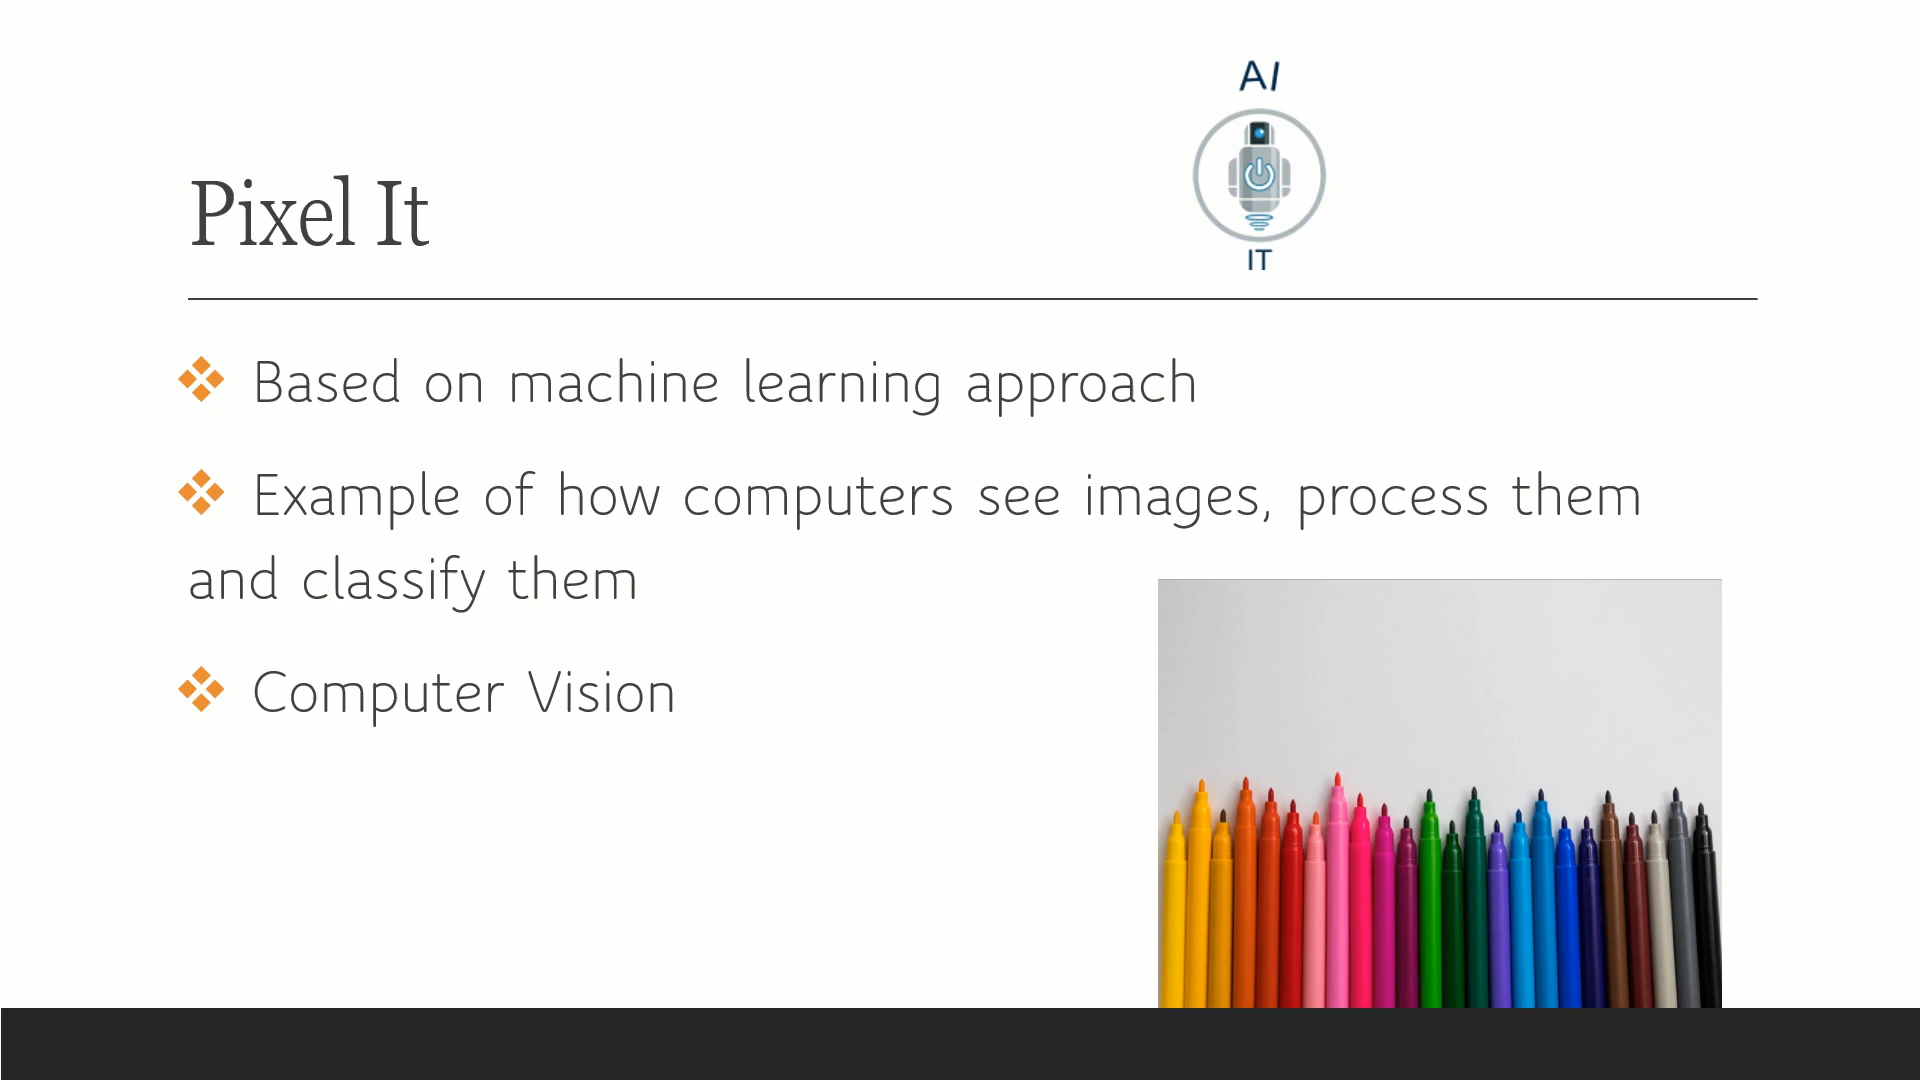 AI
IT
Pixel It
Based on machine learning approach
Example of how computers see images, process them
and classify them
Computer Vision